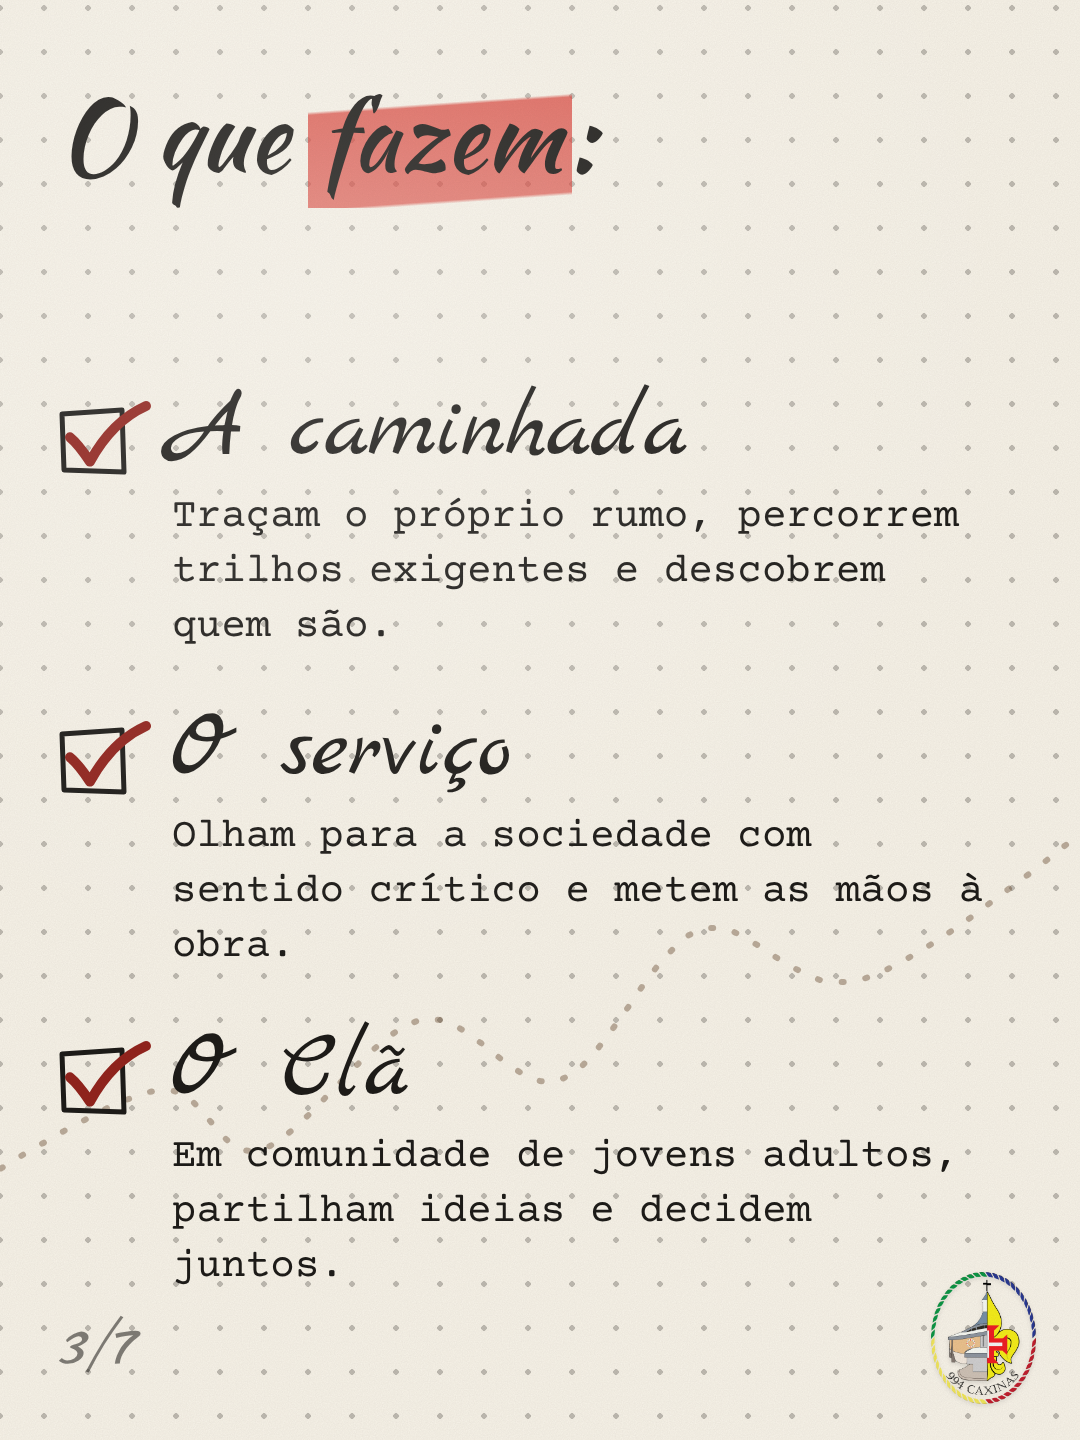 O que fazem:
A caminhada
Traçam o próprio rumo, percorrem
trilhos exigentes e descobrem
quem são.
O serviço
Olham para a sociedade com
sentido crítico e metem as mãos à
obra.
O Clã
Em comunidade de jovens adultos,
partilham ideias e decidem
juntos.
3/7
994 CAXINAS